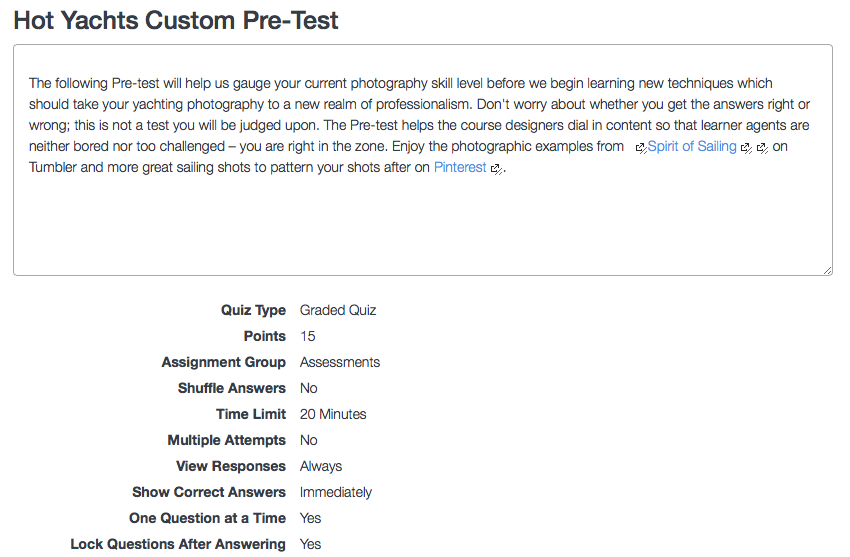 Hot Yachts Custom Pre-Test
The following Pre-test will help us gauge your current photography skill level before we begin learning new techniques which
should take your yachting photography to a new realm of professionalism. Don't worry about whether you get the answers right or
wrong; this is not a test you will be judged upon. The Pre-test helps the course designers dial in content so that learner agents are
neither bored nor too challenged – you are right in the zone. Enjoy the photographic examples from Spirit of Sailing on
Tumbler and more great sailing shots to pattern your shots after on Pinterest .
Quiz Type Graded Quiz
Points 15
Assignment Group Assessments
Shuffle Answers No
Time Limit 20 Minutes
Multiple Attempts No
View Responses Always
Show Correct Answers Immediately
One Question at a Time Yes
Lock Questions After Answering Yes